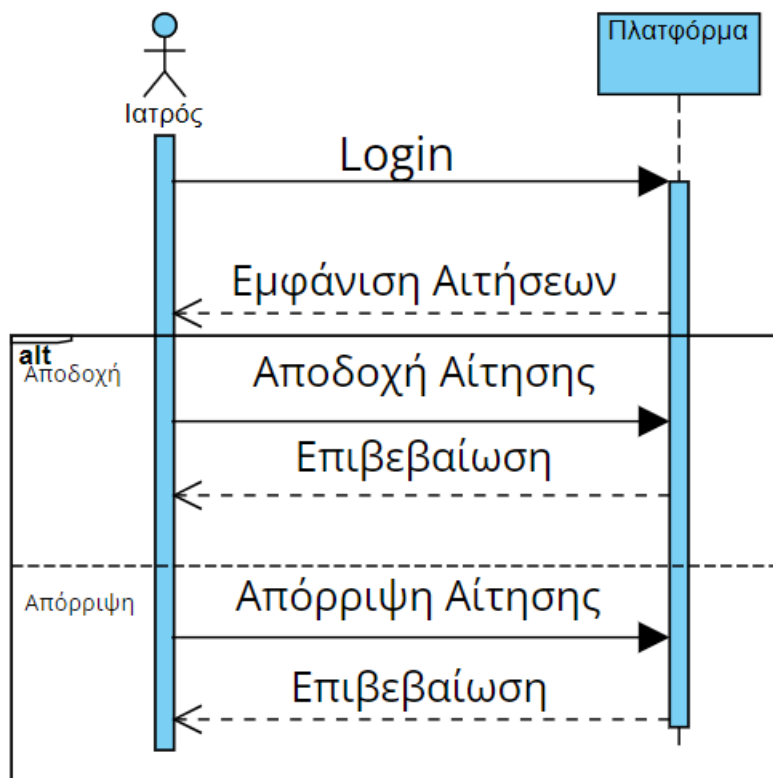 Πλατφόρμα
Ιατρός
Login
Εμφάνιση Αιτήσεων
alt
Αποδοχή
Αποδοχή Αίτησης
Επιβεβαίωση
Απόρριψη
Απόρριψη Αίτησης
Επιβεβαίωση